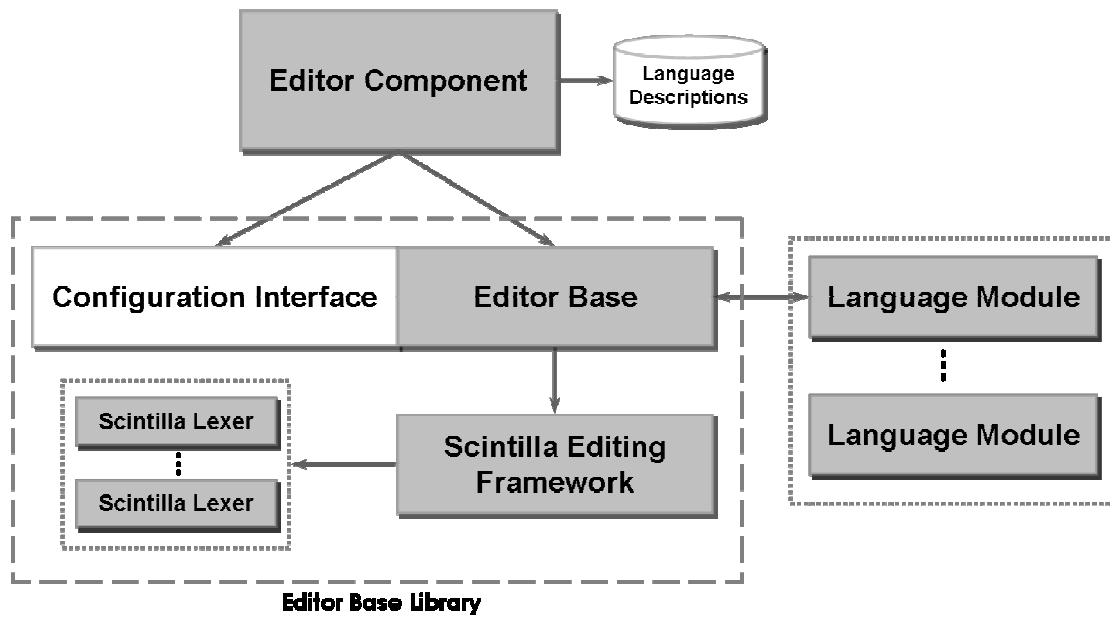 Editor Component
Language
Descriptions
Configuration Interface
Editor Base
Language Module
Scintilla Lexer
Scintilla Editing
Framework
Language Module
Scintilla Lexer
Editor Base Library